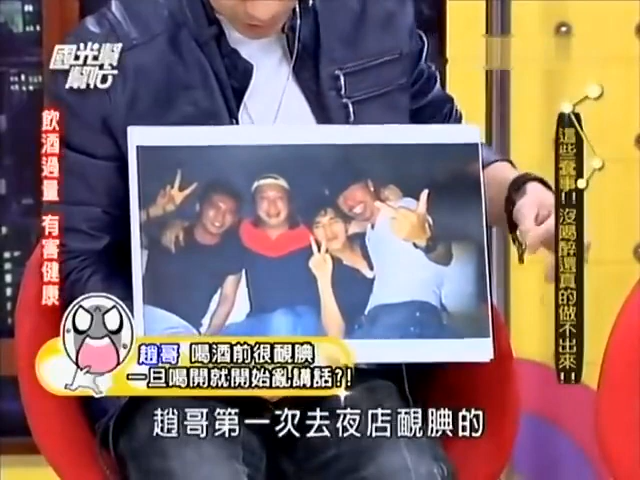 國光幫幫忙
飲酒過量 有害健康
這些蠢事!! 沒喝醉還真的做不出來!!
趙哥 喝酒前很靦腆
一旦喝開就開始亂講話?!
趙哥第一次去夜店靦腆的